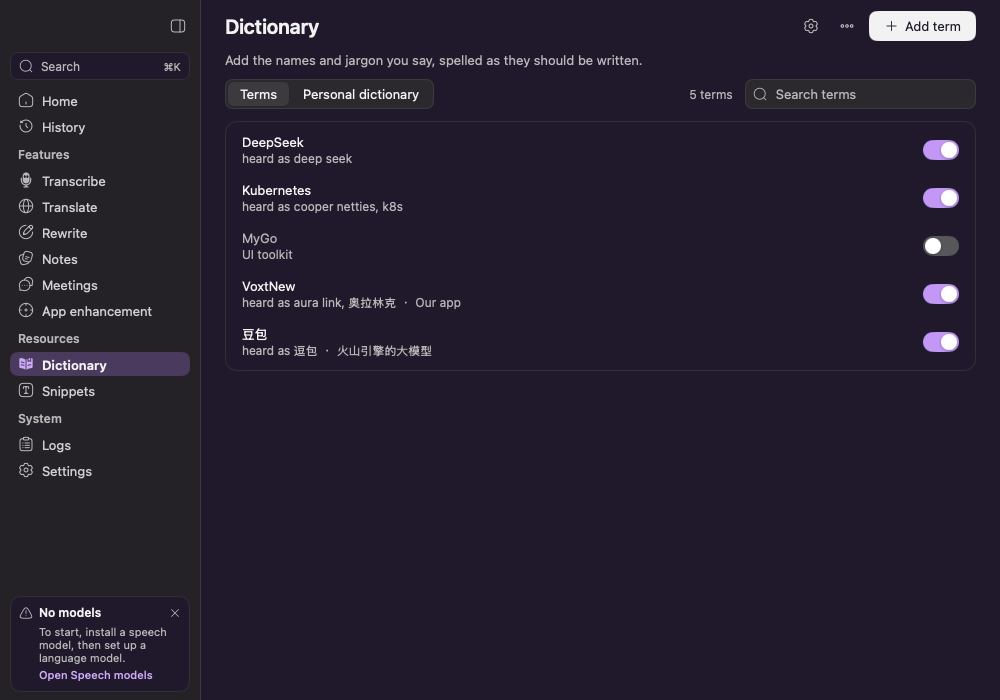 Search
⌘K
Home
History
Features
Transcribe
Translate
Rewrite
Notes
Meetings
App enhancement
Resources
Dictionary
Snippets
System
Logs
Settings
No models
To start, install a speech
model, then set up a
language model.
Open Speech models
Dictionary
Add term
Add the names and jargon you say, spelled as they should be written.
Terms
Personal dictionary
5 terms
Search terms
DeepSeek
heard as deep seek
Kubernetes
heard as cooper netties, k8s
MyGo
UI toolkit
VoxtNew
heard as aura link, 奥拉林克 · Our app
豆包
heard as 逗包 · 火山引擎的大模型